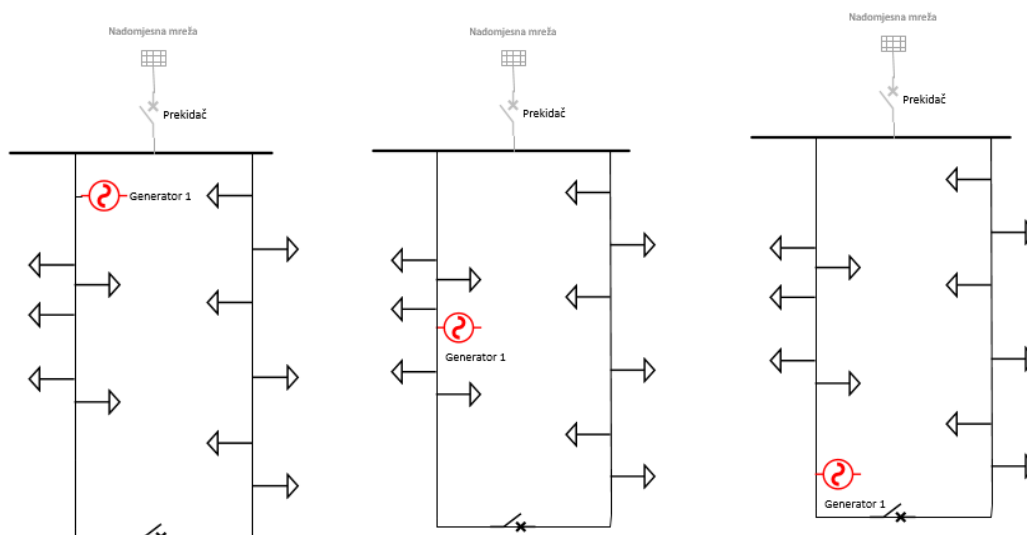 Nadomjesna mreža
Prekidač
Generator 1
Nadomjesna mreža
Prekidač
Generator 1
Nadomjesna mreža
Prekidač
Generator 1